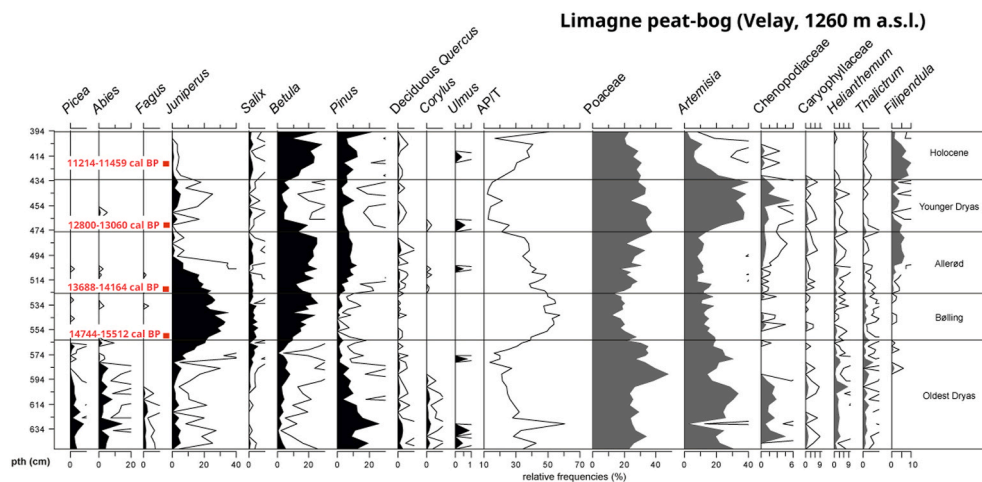 Limagne peat-bog (Velay, 1260 m a.s.l.)
Picea
Abies
Fagus
Juniperus
Salix
Betula
Pinus
Deciduous Quercus
Corylus
Ulmus
AP/T
Poaceae
Artemisia
Chenopodiaceae
Caryophyllaceae
Helianthemum
Thalictrum
Filipendula
394
414
11214-11459 cal BP
Holocene
434
454
Younger Dryas
12800-13060 cal BP
474
494
Allerød
514
13688-14164 cal BP
534
Bølling
554
14744-15512 cal BP
574
594
Oldest Dryas
614
634
pth (cm)
0 0 0 0 20 40 0 0 20 0 20 0 0 0 1 10 30 50 70 0 20 40 0 20 40 0 6 0 9 0 9 0 0 10
relative frequencies (%)